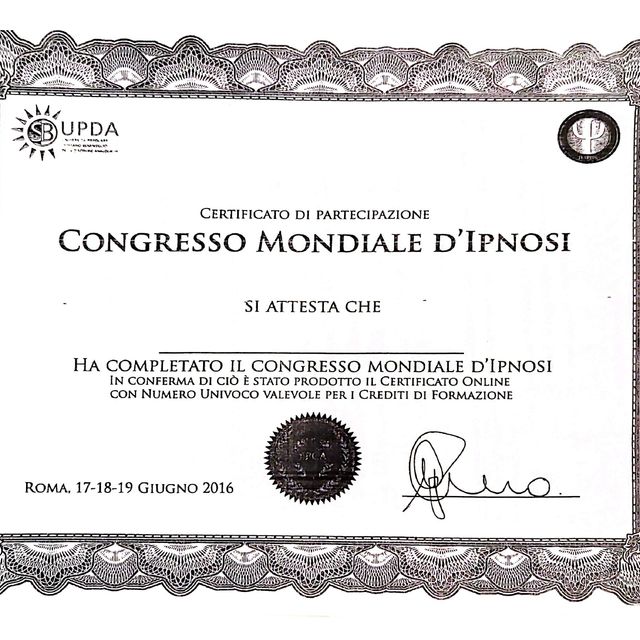 SB UPDA
CERTIFICATO DI PARTECIPAZIONE
CONGRESSO MONDIALE D'IPNOSI
SI ATTESTA CHE
HA COMPLETATO IL CONGRESSO MONDIALE D'IPNOSI
IN CONFERMA DI CIÒ È STATO PRODOTTO IL CERTIFICATO ONLINE
CON NUMERO UNIVOCO VALEVOLE PER I CREDITI DI FORMAZIONE
ROMA, 17-18-19 GIUGNO 2016